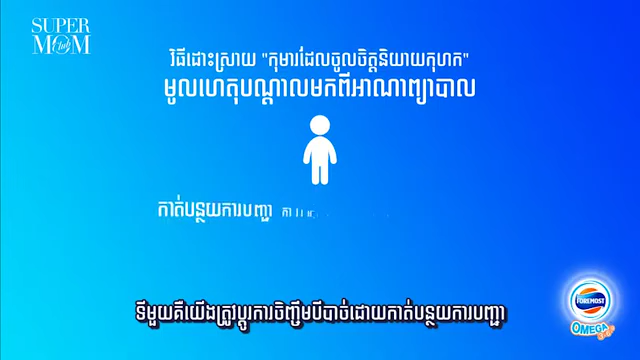 SUPER
MOM
Club
វិធីដោះស្រាយ "កុមារដែលចូលចិត្តនិយាយកុហក"
មូលហេតុបណ្តាលមកពីអាណាព្យាបាល
កាត់បន្ថយការបញ្ជា
ទីមួយគឺយើងត្រូវប្តូរការចិញ្ចឹមបីបាច់ដោយកាត់បន្ថយការបញ្ជា
FOREMOST
OMEGA